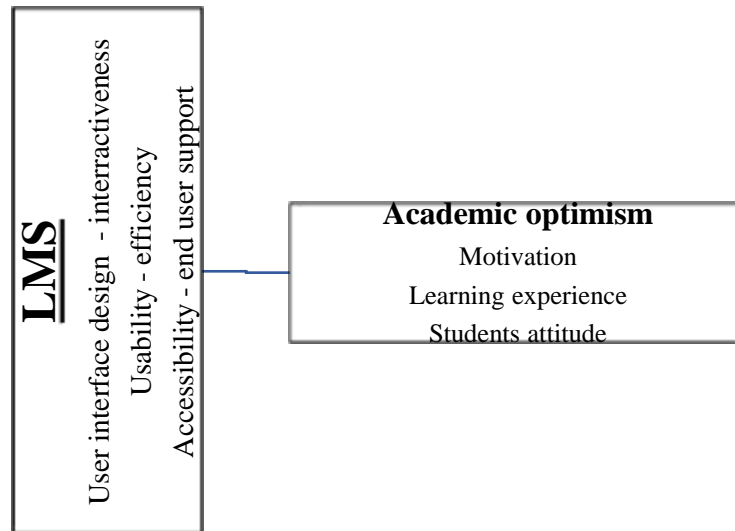 LMS
User interface design - interractiveness
Usability - efficiency
Accessibility - end user support
Academic optimism
Motivation
Learning experience
Students attitude